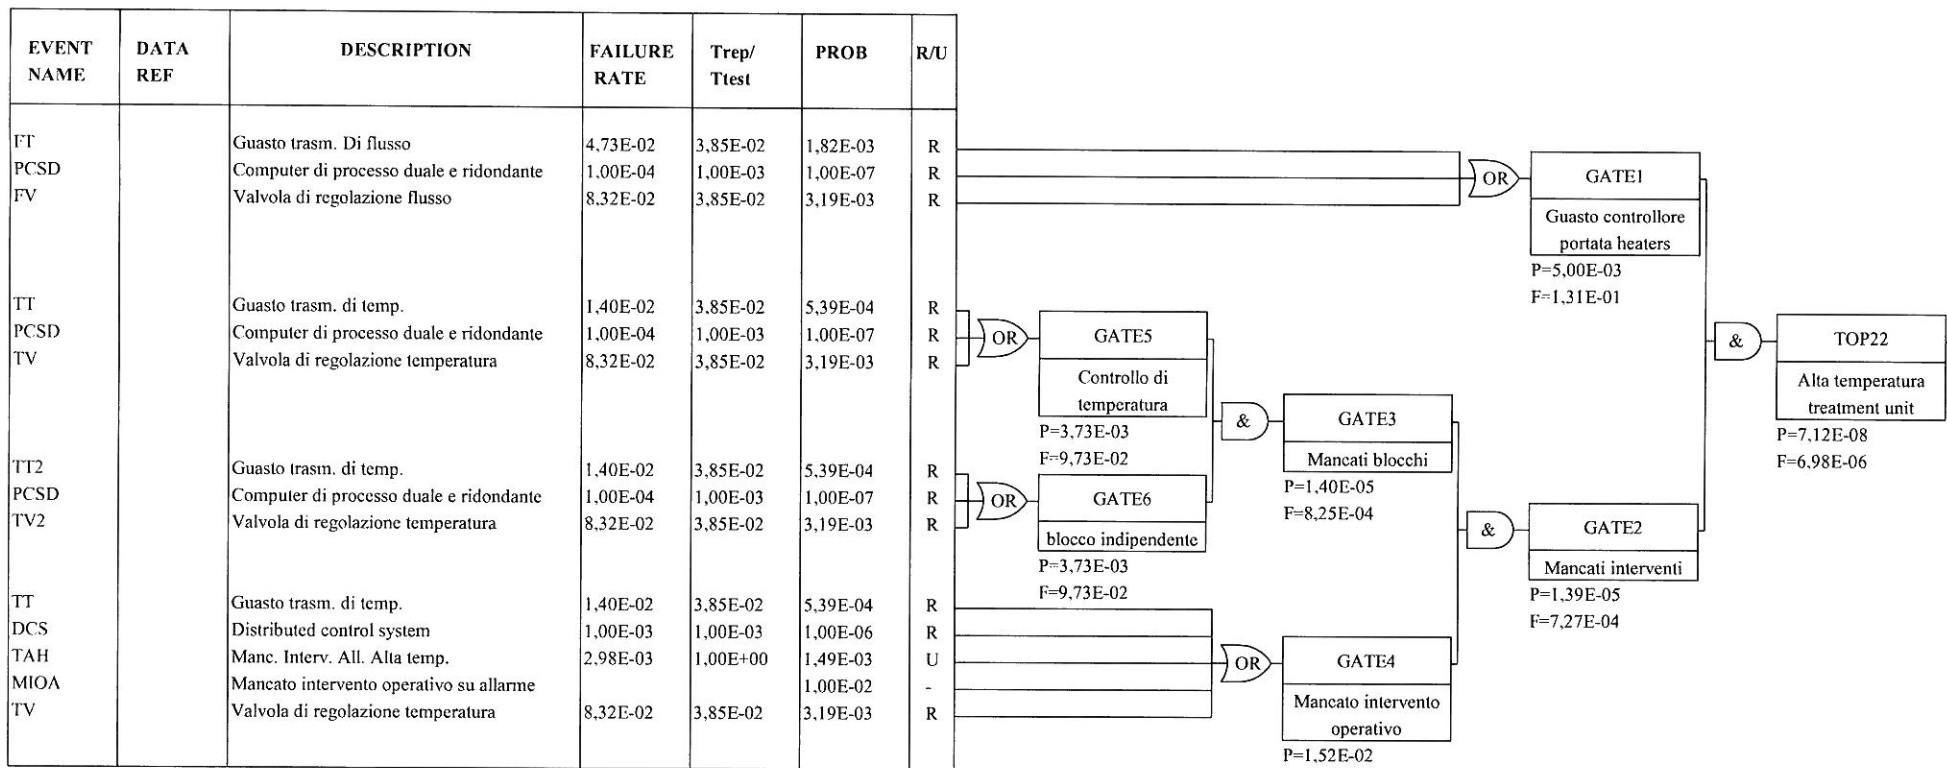 EVENT NAME DATA REF DESCRIPTION FAILURE RATE Trep/ Ttest PROB R/U
FT Guasto trasm. Di flusso 4,73E-02 3,85E-02 1,82E-03 R
PCSD Computer di processo duale e ridondante 1,00E-04 1,00E-03 1,00E-07 R
FV Valvola di regolazione flusso 8,32E-02 3,85E-02 3,19E-03 R
OR
GATE1
Guasto controllore
portata heaters
P=5,00E-03
F=1,31E-01
TT Guasto trasm. di temp. 1,40E-02 3,85E-02 5,39E-04 R
PCSD Computer di processo duale e ridondante 1,00E-04 1,00E-03 1,00E-07 R
TV Valvola di regolazione temperatura 8,32E-02 3,85E-02 3,19E-03 R
OR
GATE5
Controllo di
temperatura
P=3,73E-03
F=9,73E-02
&
TOP22
Alta temperatura
treatment unit
P=7,12E-08
F=6,98E-06
&
GATE3
Mancati blocchi
P=1,40E-05
F=8,25E-04
TT2 Guasto trasm. di temp. 1,40E-02 3,85E-02 5,39E-04 R
PCSD Computer di processo duale e ridondante 1,00E-04 1,00E-03 1,00E-07 R
TV2 Valvola di regolazione temperatura 8,32E-02 3,85E-02 3,19E-03 R
OR
GATE6
blocco indipendente
P=3,73E-03
F=9,73E-02
&
GATE2
Mancati interventi
P=1,39E-05
F=7,27E-04
TT Guasto trasm. di temp. 1,40E-02 3,85E-02 5,39E-04 R
DCS Distributed control system 1,00E-03 1,00E-03 1,00E-06 R
TAH Manc. Interv. All. Alta temp. 2,98E-03 1,00E+00 1,49E-03 U
MIOA Mancato intervento operativo su allarme 1,00E-02 -
TV Valvola di regolazione temperatura 8,32E-02 3,85E-02 3,19E-03 R
OR
GATE4
Mancato intervento
operativo
P=1,52E-02